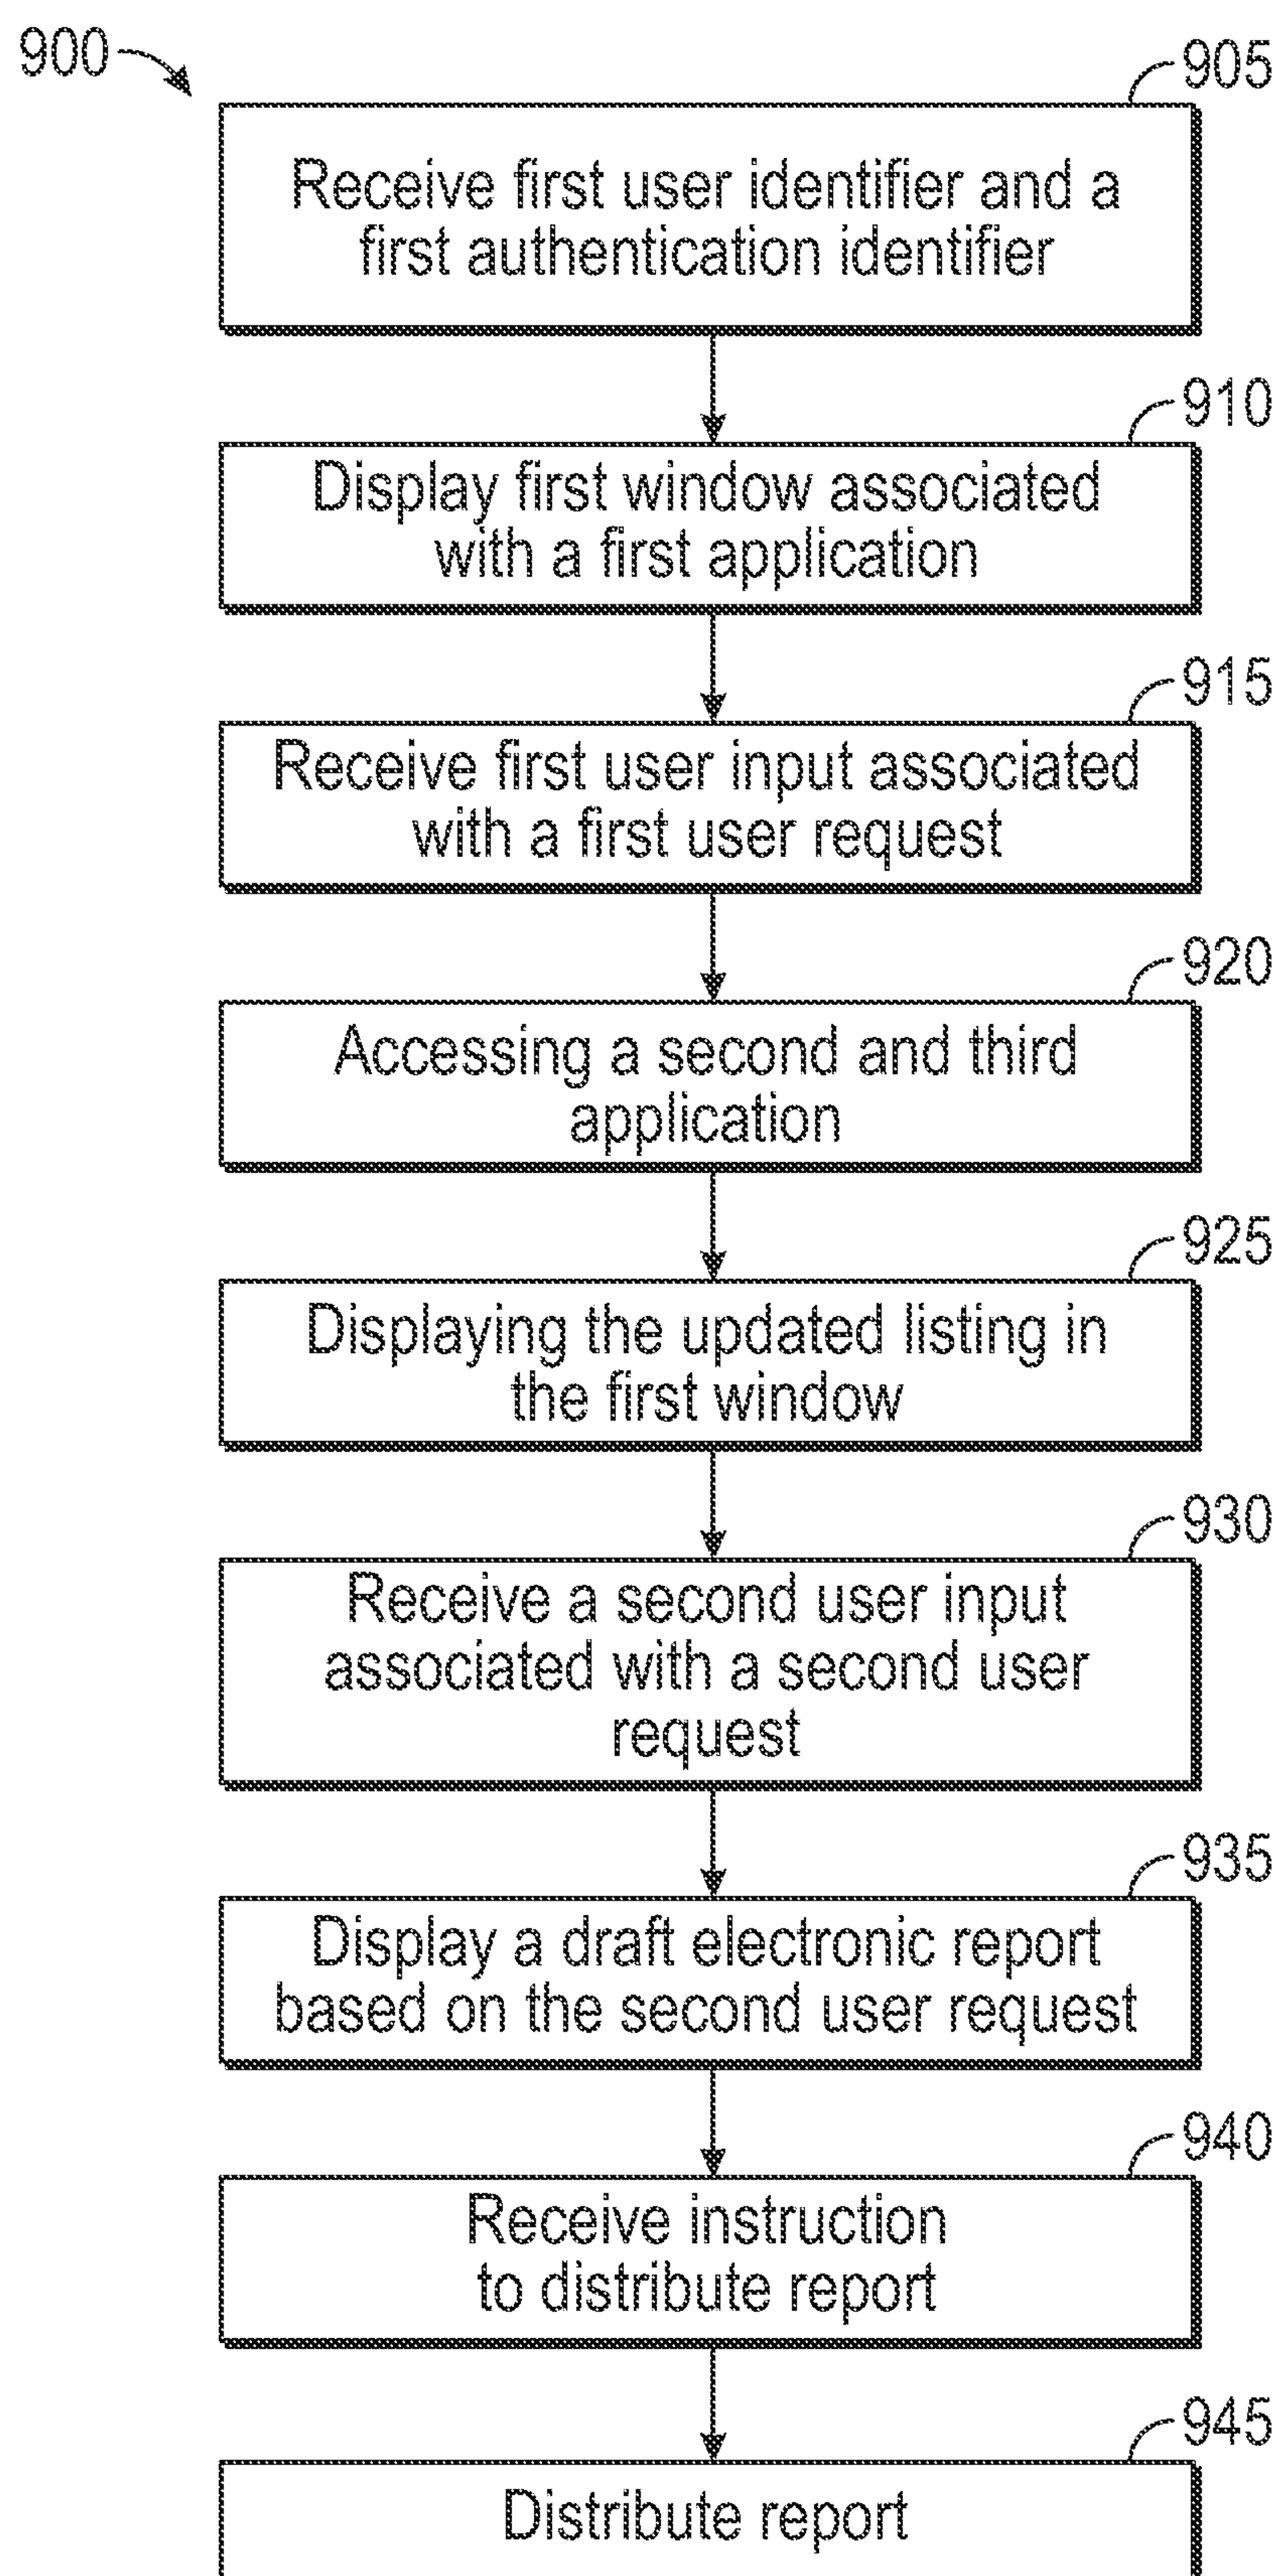 900
905
Receive first user identifier and a
first authentication identifier
910
Display first window associated
with a first application
915
Receive first user input associated
with a first user request
920
Accessing a second and third
application
925
Displaying the updated listing in
the first window
930
Receive a second user input
associated with a second user
request
935
Display a draft electronic report
based on the second user request
940
Receive instruction
to distribute report
945
Distribute report